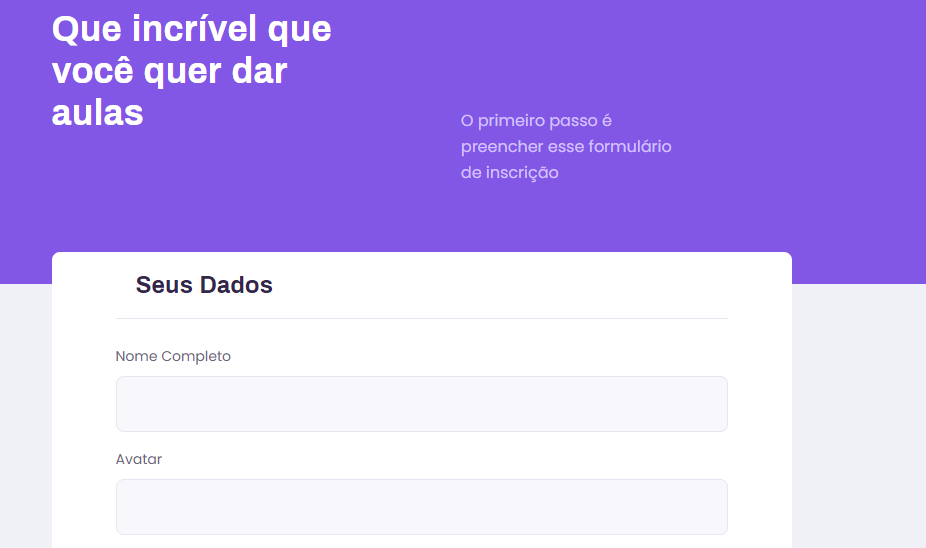 Que incrível que
você quer dar
aulas
O primeiro passo é
preencher esse formulário
de inscrição
Seus Dados
Nome Completo
Avatar